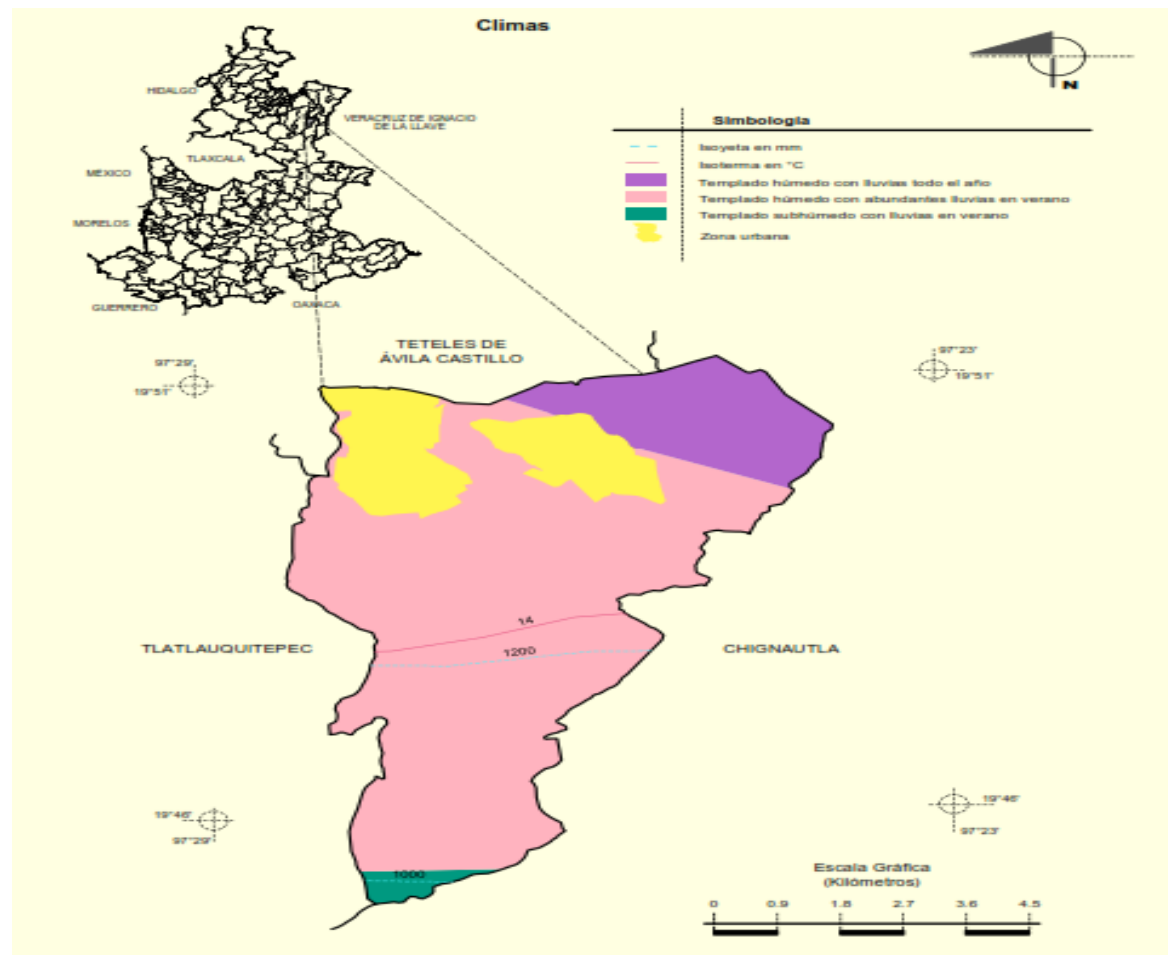 Climas
HIDALGO
VERACRUZ DE IGNACIO
DE LA LLAVE
TLAXCALA
MÉXICO
MORELOS
GUERRERO
OAXACA
N
Simbología
Isoyeta en mm
Isoterma en °C
Templado húmedo con lluvias todo el año
Templado húmedo con abundantes lluvias en verano
Templado subhúmedo con lluvias en verano
Zona urbana
TETELES DE
ÁVILA CASTILLO
97°29'
19°51'
97°23'
19°51'
14
1200
TLATLAUQUITEPEC
CHIGNAUTLA
19°46'
97°29'
19°46'
97°23'
1000
Escala Gráfica
(Kilómetros)
0 0.9 1.8 2.7 3.6 4.5